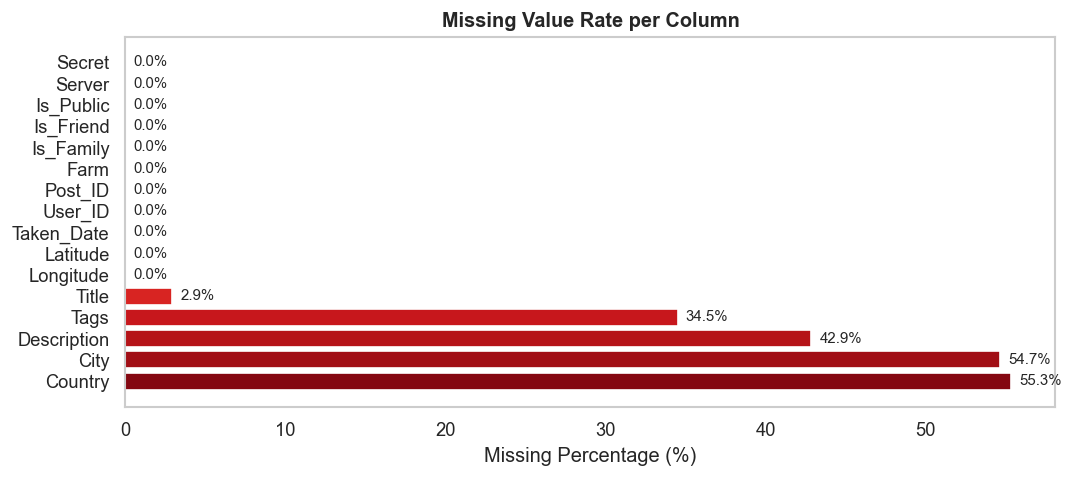 Missing Value Rate per Column
Secret 0.0%
Server 0.0%
Is_Public 0.0%
Is_Friend 0.0%
Is_Family 0.0%
Farm 0.0%
Post_ID 0.0%
User_ID 0.0%
Taken_Date 0.0%
Latitude 0.0%
Longitude 0.0%
Title 2.9%
Tags 34.5%
Description 42.9%
City 54.7%
Country 55.3%
0 10 20 30 40 50
Missing Percentage (%)